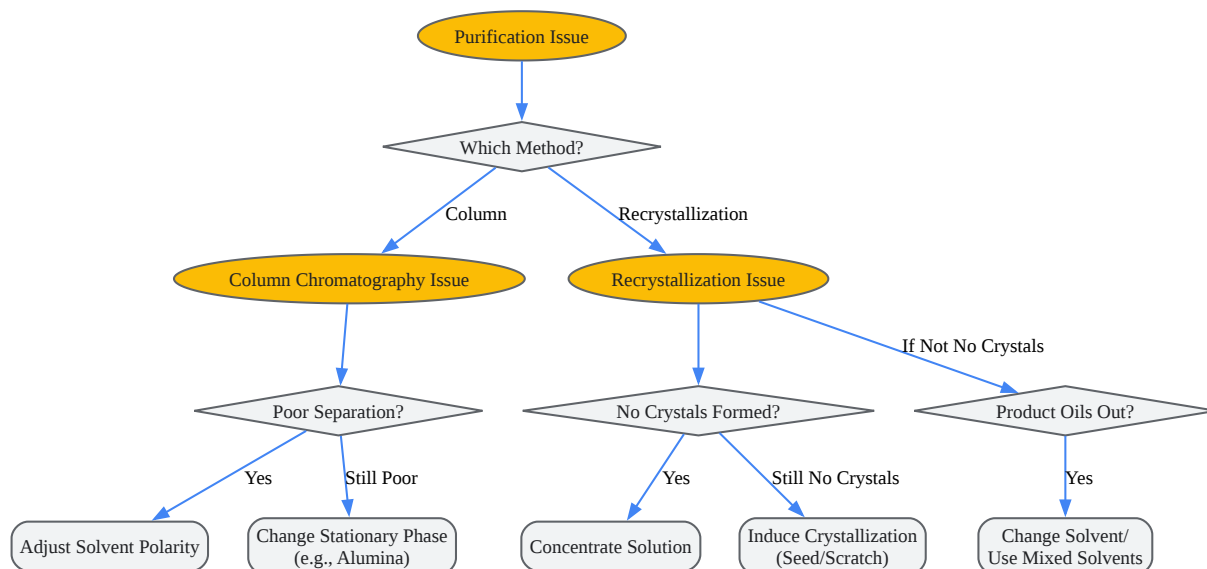 Purification Issue
Which Method?
Column
Recrystallization
Column Chromatography Issue
Recrystallization Issue
If Not No Crystals
Poor Separation?
No Crystals Formed?
Product Oils Out?
Yes
Still Poor
Yes
Still No Crystals
Yes
Adjust Solvent Polarity
Change Stationary Phase
(e.g., Alumina)
Concentrate Solution
Induce Crystallization
(Seed/Scratch)
Change Solvent/
Use Mixed Solvents